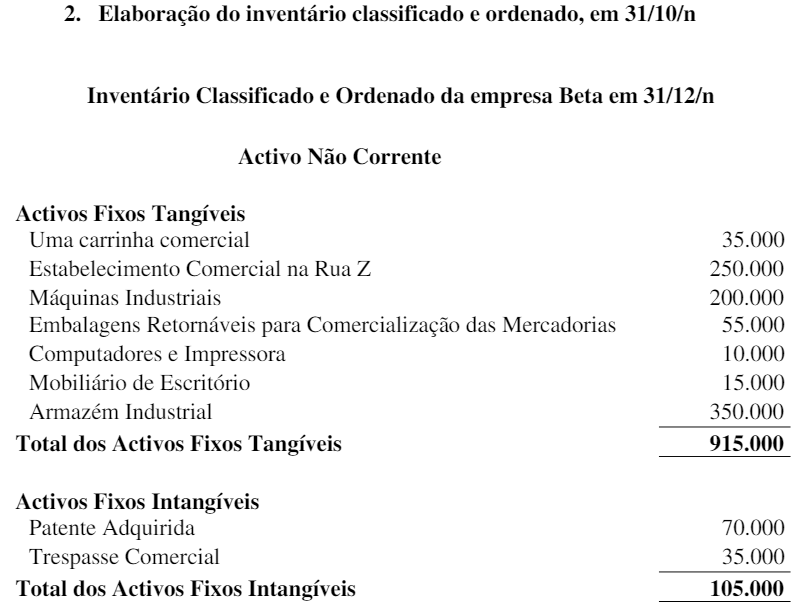 2. Elaboração do inventário classificado e ordenado, em 31/10/n
Inventário Classificado e Ordenado da empresa Beta em 31/12/n
Activo Não Corrente
Activos Fixos Tangíveis
Uma carrinha comercial 35.000
Estabelecimento Comercial na Rua Z 250.000
Máquinas Industriais 200.000
Embalagens Retornáveis para Comercialização das Mercadorias 55.000
Computadores e Impressora 10.000
Mobiliário de Escritório 15.000
Armazém Industrial 350.000
Total dos Activos Fixos Tangíveis 915.000
Activos Fixos Intangíveis
Patente Adquirida 70.000
Trespasse Comercial 35.000
Total dos Activos Fixos Intangíveis 105.000